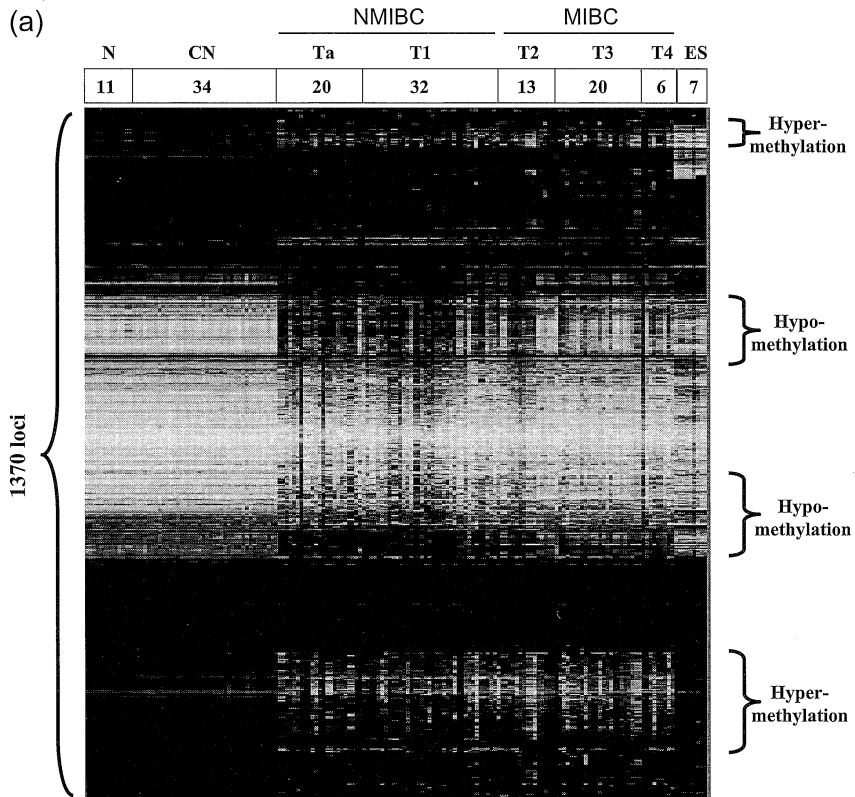 (a)
NMIBC MIBC
N CN Ta T1 T2 T3 T4 ES
11 34 20 32 13 20 6 7
Hyper-
methylation
Hypo-
methylation
1370 loci
Hypo-
methylation
Hyper-
methylation